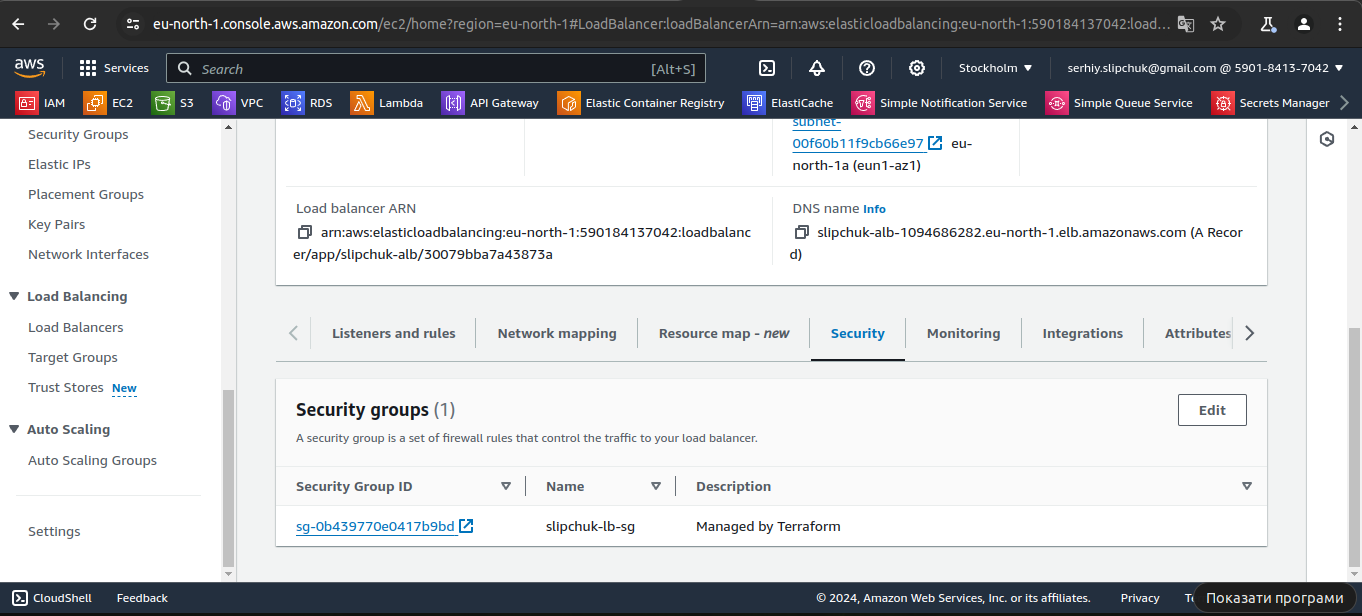 eu-north-1.console.aws.amazon.com/ec2/home?region=eu-north-1#LoadBalancer:loadBalancerArn=arn:aws:elasticloadbalancing:eu-north-1:590184137042:load...
aws Services Search [Alt+S] Stockholm serhiy.slipchuk@gmail.com @ 5901-8413-7042
IAM EC2 S3 VPC RDS Lambda API Gateway Elastic Container Registry ElastiCache Simple Notification Service Simple Queue Service Secrets Manager
Security Groups
Elastic IPs
Placement Groups
Key Pairs
Network Interfaces
Load Balancing
Load Balancers
Target Groups
Trust Stores New
Auto Scaling
Auto Scaling Groups
Settings
subnet-
00f60b11f9cb66e97 eu-
north-1a (eun1-az1)
Load balancer ARN
arn:aws:elasticloadbalancing:eu-north-1:590184137042:loadbalanc
er/app/slipchuk-alb/30079bba7a43873a
DNS name Info
slipchuk-alb-1094686282.eu-north-1.elb.amazonaws.com (A Recor
d)
Listeners and rules Network mapping Resource map - new Security Monitoring Integrations Attributes
Security groups (1)
Edit
A security group is a set of firewall rules that control the traffic to your load balancer.
Security Group ID Name Description
sg-0b439770e0417b9bd slipchuk-lb-sg Managed by Terraform
CloudShell Feedback © 2024, Amazon Web Services, Inc. or its affiliates. Privacy
Показати програми